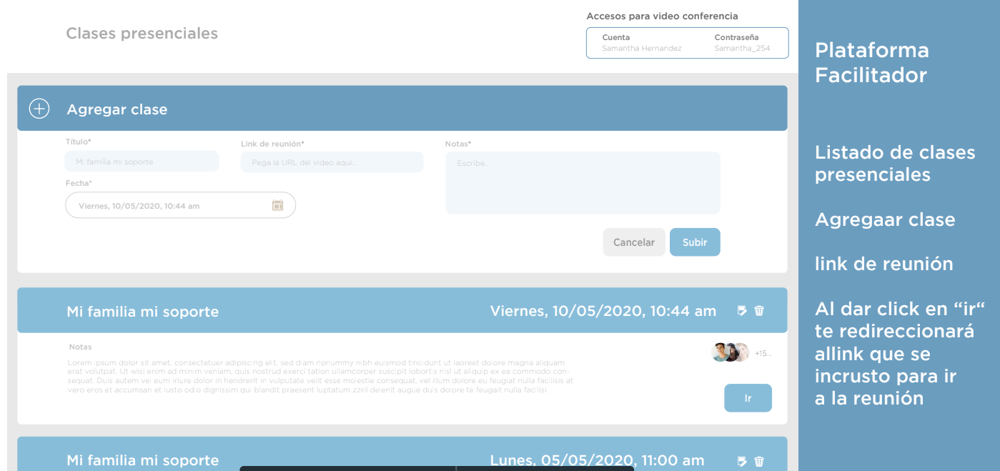 Clases presenciales
Accesos para video conferencia
Cuenta
Contraseña
Samantha Hernandez
Samantha_254
Agregar clase
Título*
Link de reunión*
Notas*
Mi familia mi soporte
Pega la URL del video aquí...
Escribe...
Fecha*
Viernes, 10/05/2020, 10:44 am
Cancelar
Subir
Mi familia mi soporte
Viernes, 10/05/2020, 10:44 am
Notas
+15...
Lorem ipsum dolor sit amet, consectetuer adipiscing elit, sed diam nonummy nibh euismod tincidunt ut laoreet dolore magna aliquam
erat volutpat. Ut wisi enim ad minim veniam, quis nostrud exerci tation ullamcorper suscipit lobortis nisl ut aliquip ex ea commodo con-
sequat. Duis autem vel eum iriure dolor in hendrerit in vulputate velit esse molestie consequat, vel illum dolore eu feugiat nulla facilisis at
vero eros et accumsan et iusto odio dignissim qui blandit praesent luptatum zzril delenit augue duis dolore te feugait nulla facilisi.
Ir
Mi familia mi soporte
Lunes, 05/05/2020, 11:00 am
Plataforma
Facilitador
Listado de clases
presenciales
Agregaar clase
link de reunión
Al dar click en “ir“
te redireccionará
allink que se
incrusto para ir
a la reunión